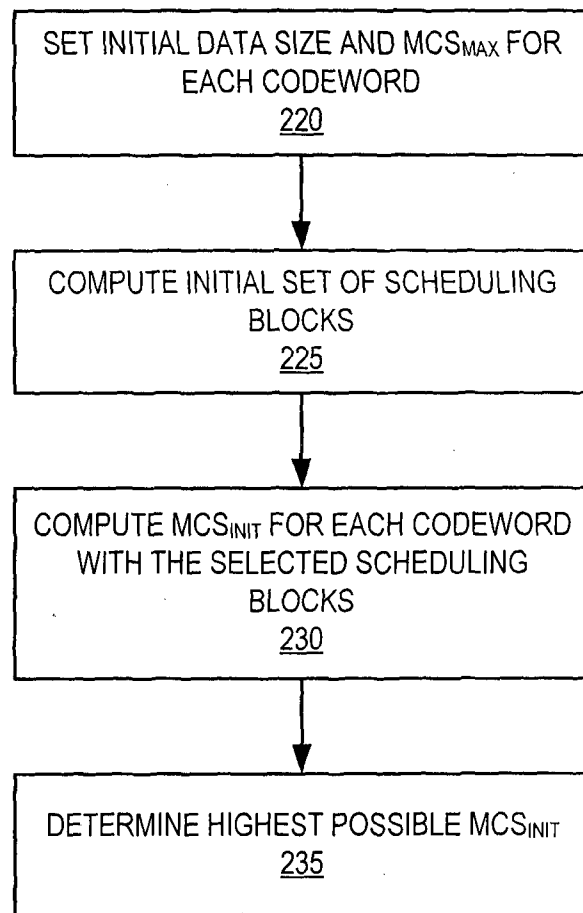 SET INITIAL DATA SIZE AND MCSMAX FOR
EACH CODEWORD
220
COMPUTE INITIAL SET OF SCHEDULING
BLOCKS
225
COMPUTE MCSINIT FOR EACH CODEWORD
WITH THE SELECTED SCHEDULING
BLOCKS
230
DETERMINE HIGHEST POSSIBLE MCSINIT
235